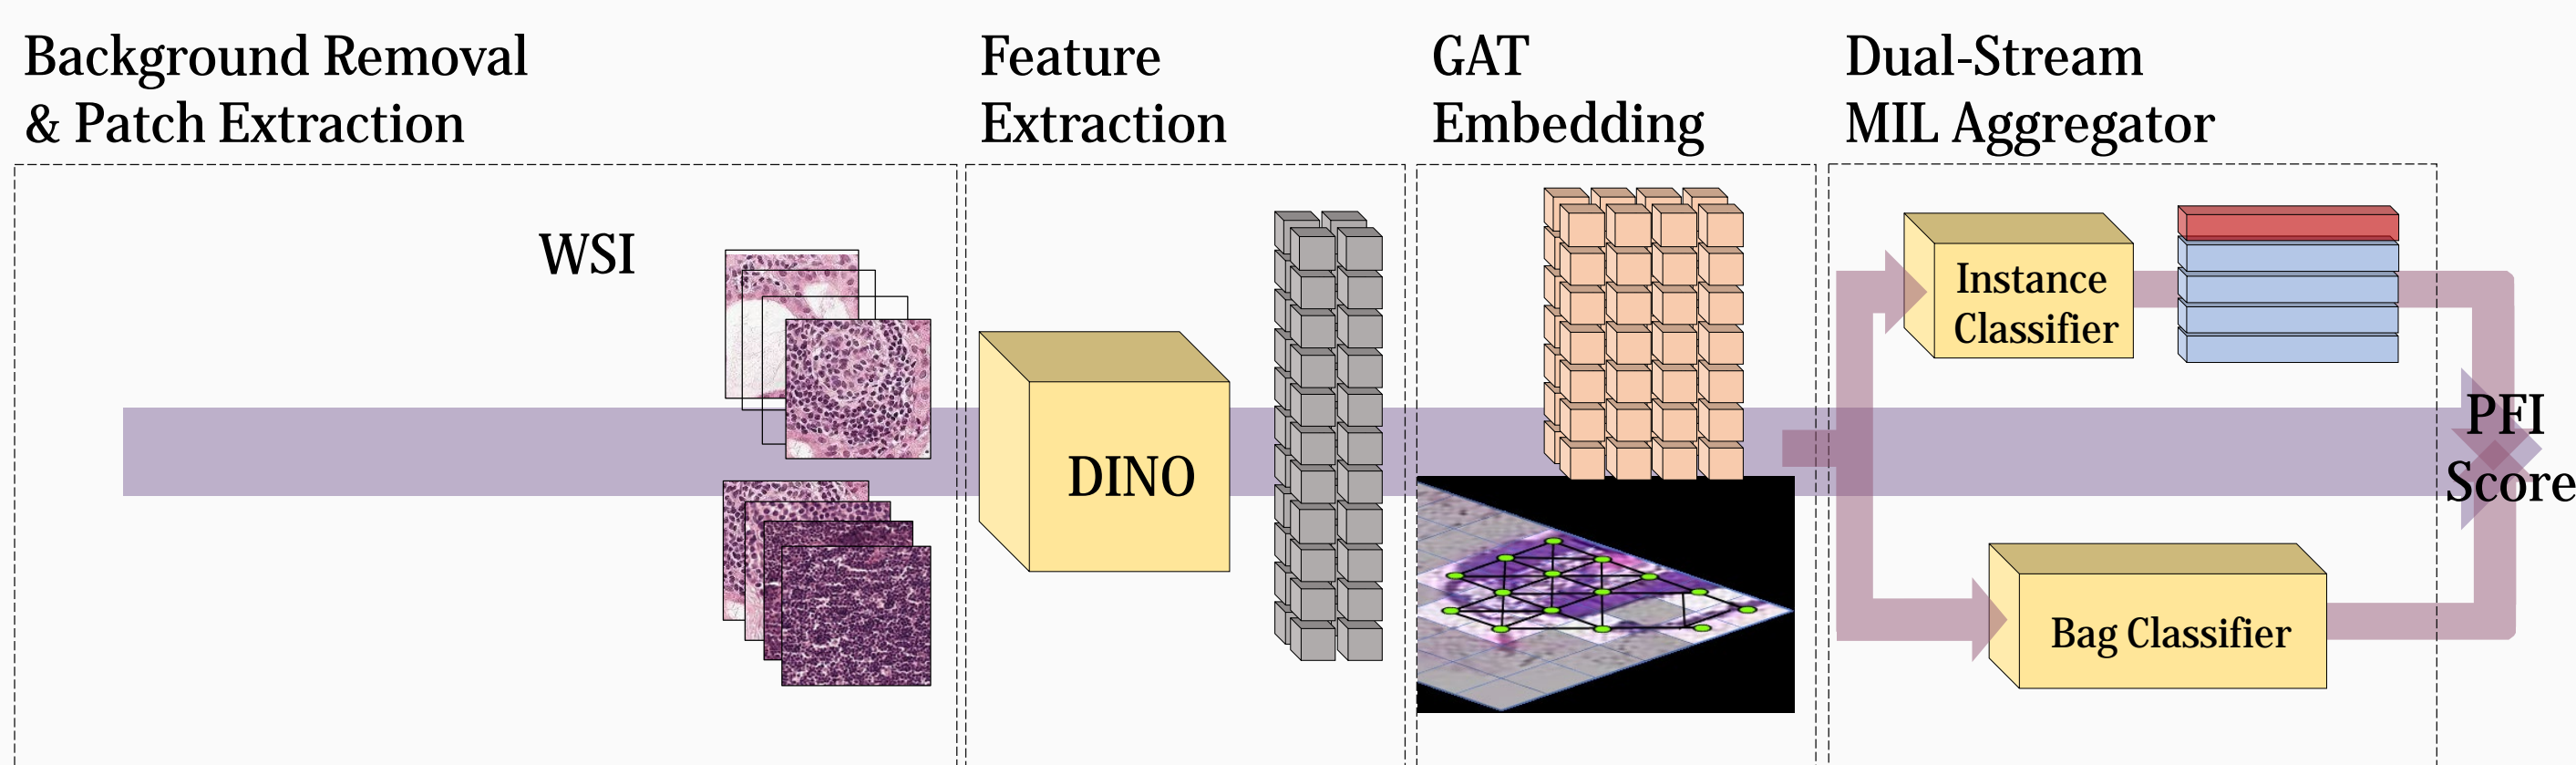 Background Removal
& Patch Extraction
Feature
Extraction
GAT
Embedding
Dual-Stream
MIL Aggregator
WSI
DINO
Instance
Classifier
Bag Classifier
PFI
Score